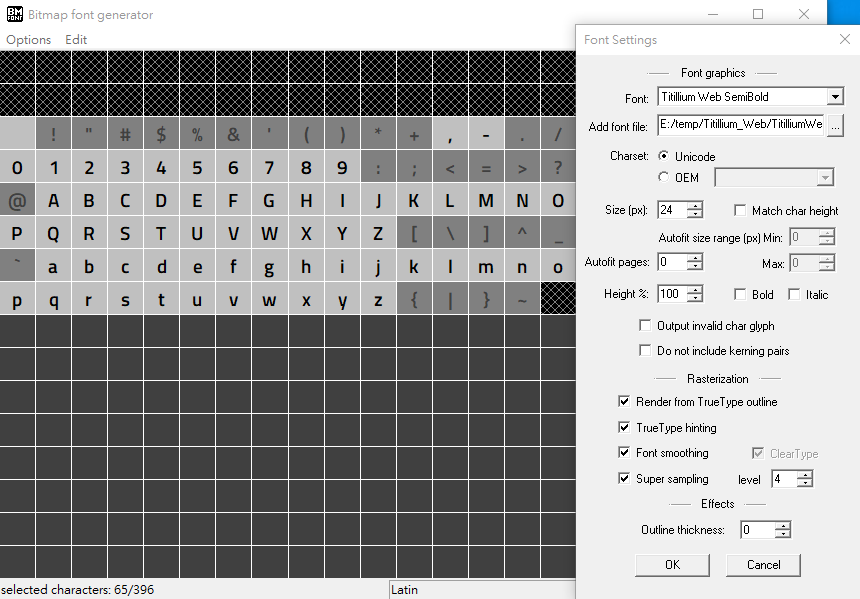 BM FONT Bitmap font generator
Options Edit
! " # $ % & ' ( ) * + , - . /
0 1 2 3 4 5 6 7 8 9 : ; < = > ?
@ A B C D E F G H I J K L M N O
P Q R S T U V W X Y Z [ \ ] ^ _
` a b c d e f g h i j k l m n o
p q r s t u v w x y z { | } ~
selected characters: 65/396
Latin
Font Settings
Font graphics
Font: Titillium Web SemiBold
Add font file: E:/temp/Titillium_Web/TitilliumWe ...
Charset: Unicode
OEM
Size (px): 24 Match char height
Autofit size range (px) Min: 0
Autofit pages: 0 Max: 0
Height %: 100 Bold Italic
Output invalid char glyph
Do not include kerning pairs
Rasterization
Render from TrueType outline
TrueType hinting
Font smoothing ClearType
Super sampling level 4
Effects
Outline thickness: 0
OK Cancel